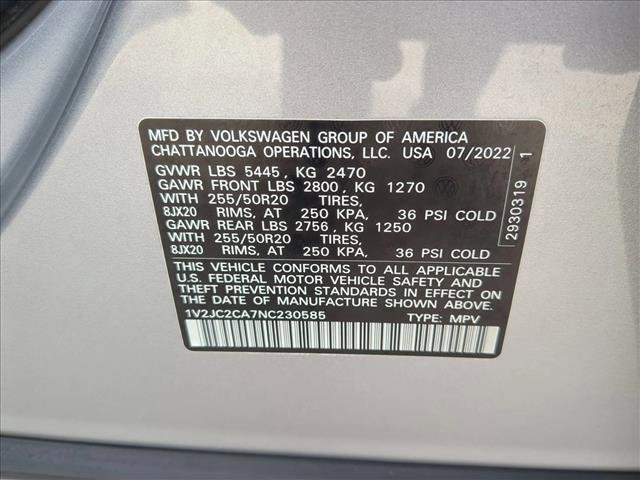 MFD BY VOLKSWAGEN GROUP OF AMERICA
CHATTANOOGA OPERATIONS, LLC. USA 07/2022
GVWR LBS 5445, KG 2470
GAWR FRONT LBS 2800, KG 1270
WITH 255/50R20 TIRES,
8JX20 RIMS, AT 250 KPA, 36 PSI COLD
GAWR REAR LBS 2756, KG 1250
WITH 255/50R20 TIRES,
8JX20 RIMS, AT 250 KPA, 36 PSI COLD
THIS VEHICLE CONFORMS TO ALL APPLICABLE
U.S. FEDERAL MOTOR VEHICLE SAFETY AND
THEFT PREVENTION STANDARDS IN EFFECT ON
THE DATE OF MANUFACTURE SHOWN ABOVE.
1V2JC2CA7NC230585 TYPE: MPV
2930319 1